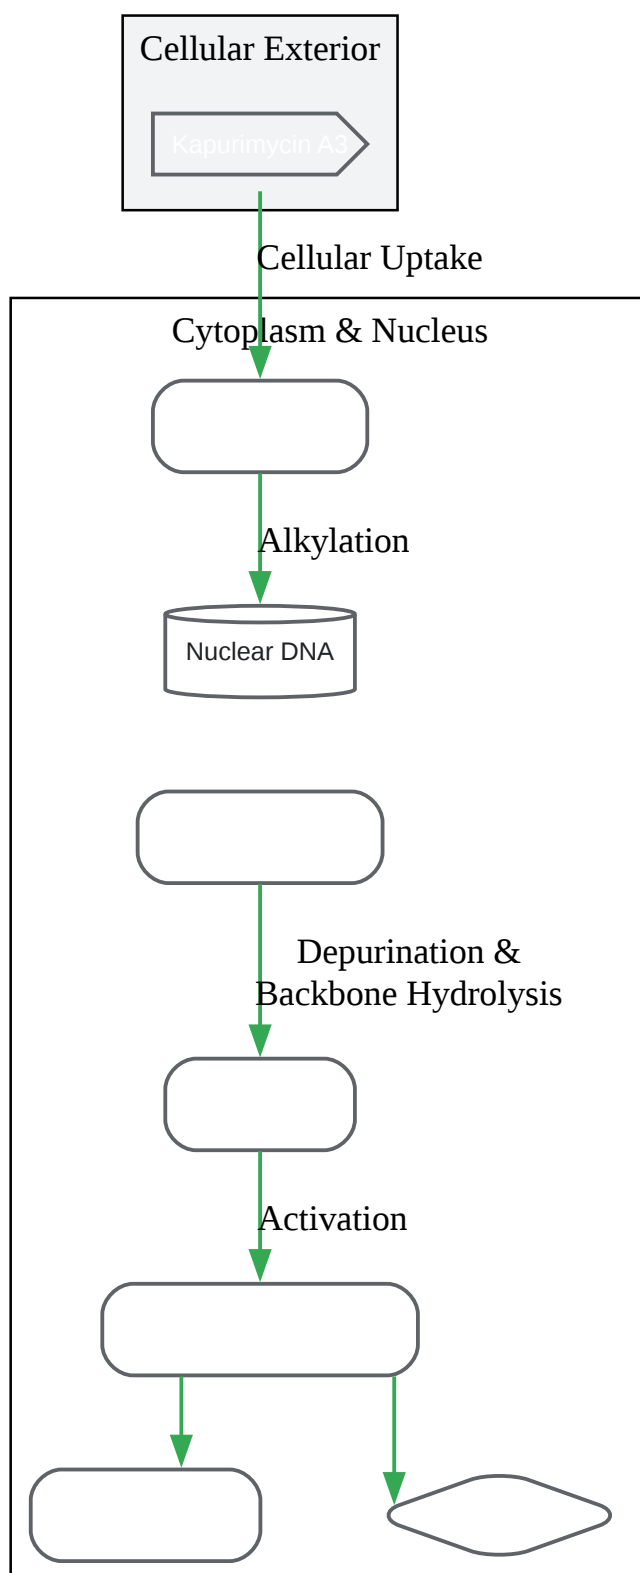 Cellular Exterior
Kapurimycin A3
Cellular Uptake
Cytoplasm & Nucleus
Alkylation
Nuclear DNA
Depurination &
Backbone Hydrolysis
Activation